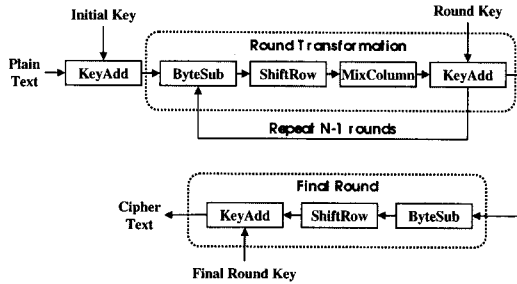 Initial Key
Round Key
Round Transformation
Plain Text
KeyAdd
ByteSub
ShiftRow
MixColumn
KeyAdd
Repeat N-1 rounds
Final Round
Cipher Text
KeyAdd
ShiftRow
ByteSub
Final Round Key